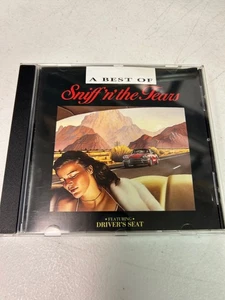 A BEST OF
Sniff 'n' the Tears
• FEATURING •
DRIVER'S SEAT